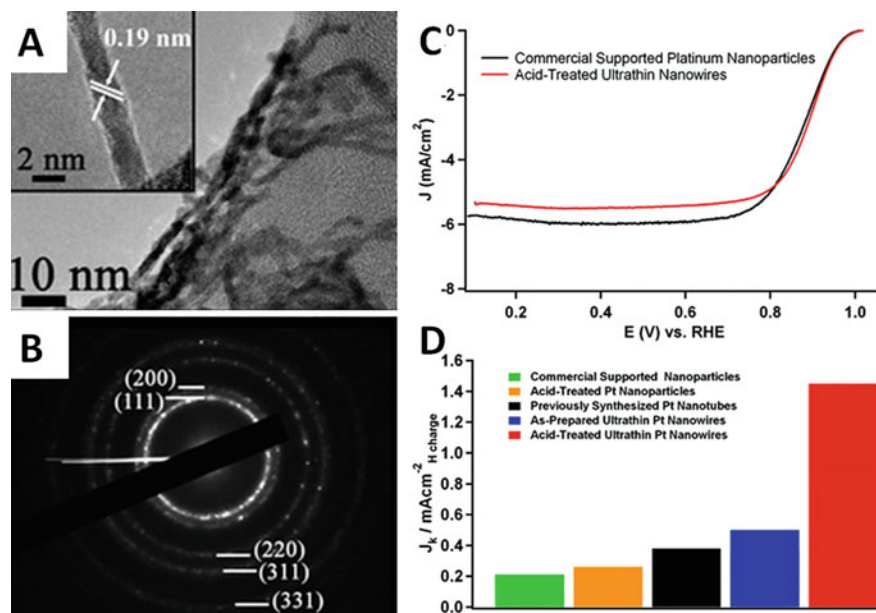 A
0.19 nm
2 nm
10 nm
B
(200)
(111)
(220)
(311)
(331)
C
Commercial Supported Platinum Nanoparticles
Acid-Treated Ultrathin Nanowires
J (mA/cm²)
0
-2
-4
-6
-8
0.2 0.4 0.6 0.8 1.0
E (V) vs. RHE
D
Commercial Supported Nanoparticles
Acid-Treated Pt Nanoparticles
Previously Synthesized Pt Nanotubes
As-Prepared Ultrathin Pt Nanowires
Acid-Treated Ultrathin Pt Nanowires
Jₖ / mAcm⁻² H charge
1.6
1.4
1.2
1.0
0.8
0.6
0.4
0.2
0.0